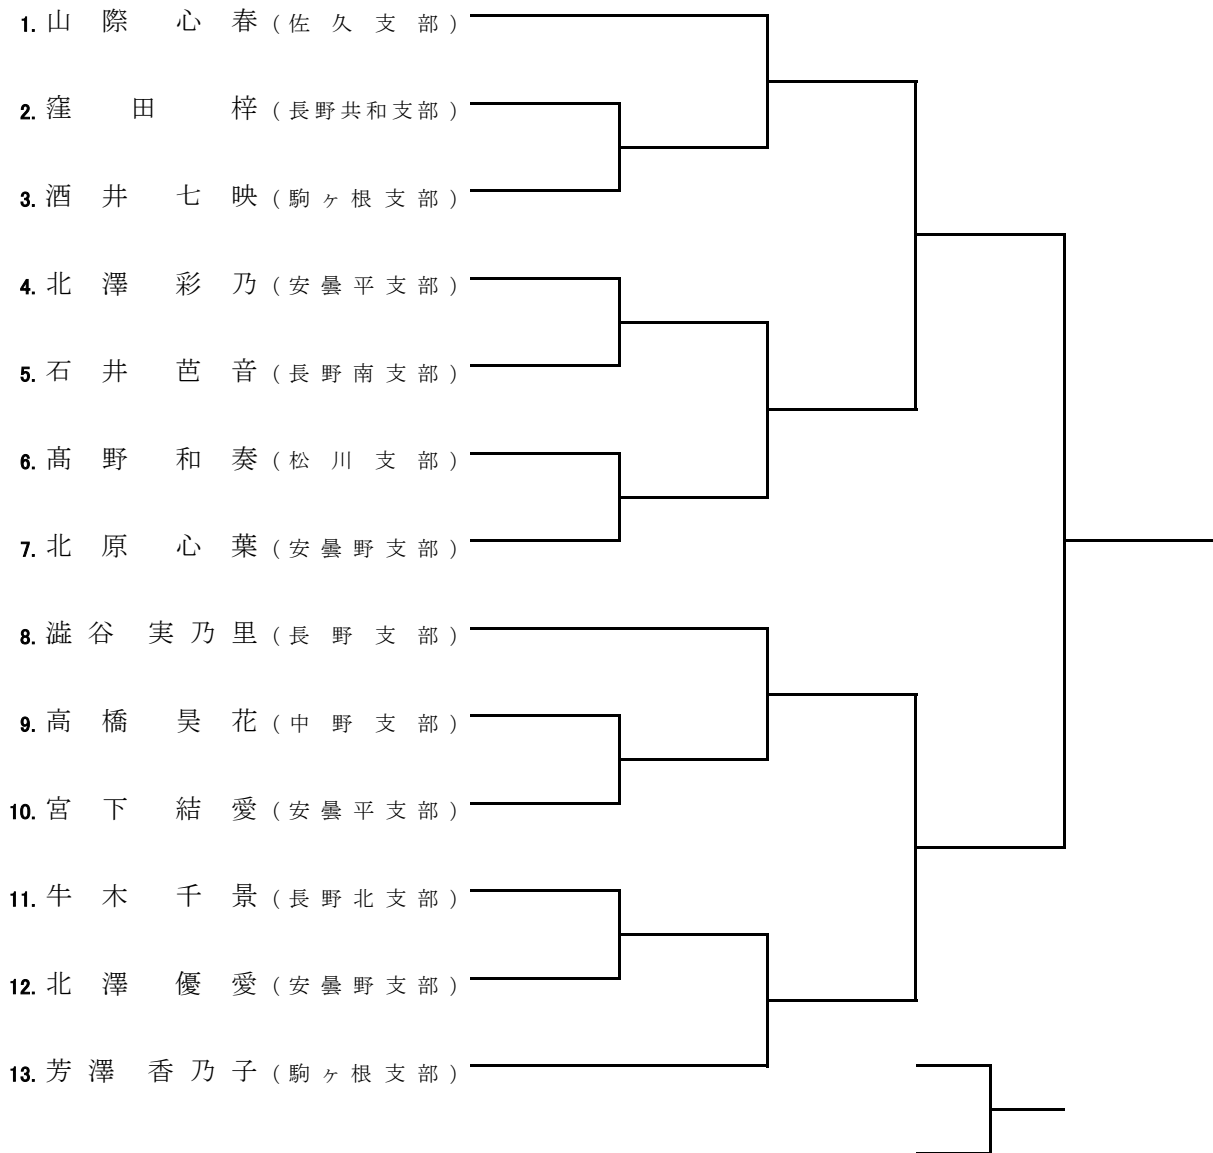 1. 山際 心春 (佐久支部)
2. 窪田 梓 (長野共和支部)
3. 酒井 七映 (駒ヶ根支部)
4. 北澤 彩乃 (安曇平支部)
5. 石井 芭音 (長野南支部)
6. 髙野 和奏 (松川支部)
7. 北原 心葉 (安曇野支部)
8. 澁谷 実乃里 (長野支部)
9. 高橋 昊花 (中野支部)
10. 宮下 結愛 (安曇平支部)
11. 牛木 千景 (長野北支部)
12. 北澤 優愛 (安曇野支部)
13. 芳澤 香乃子 (駒ヶ根支部)